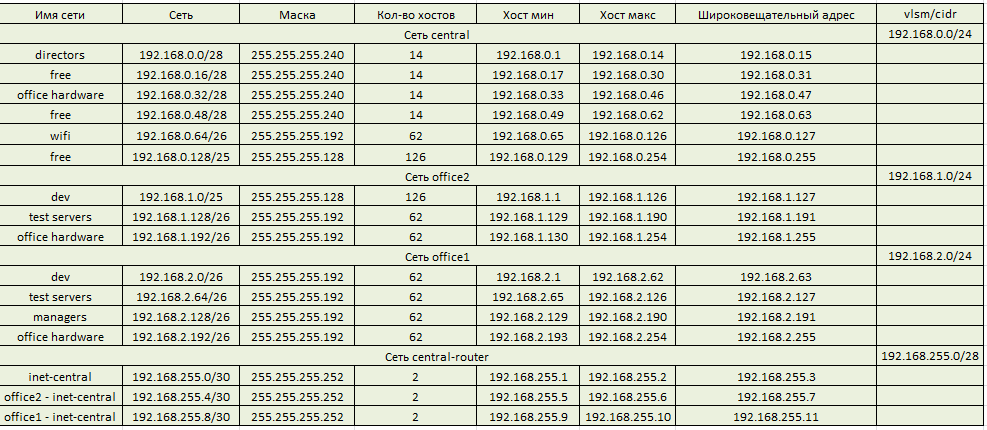 Имя сети Сеть Маска Кол-во хостов Хост мин Хост макс Широковещательный адрес vlsm/cidr
Сеть central 192.168.0.0/24
directors 192.168.0.0/28 255.255.255.240 14 192.168.0.1 192.168.0.14 192.168.0.15
free 192.168.0.16/28 255.255.255.240 14 192.168.0.17 192.168.0.30 192.168.0.31
office hardware 192.168.0.32/28 255.255.255.240 14 192.168.0.33 192.168.0.46 192.168.0.47
free 192.168.0.48/28 255.255.255.240 14 192.168.0.49 192.168.0.62 192.168.0.63
wifi 192.168.0.64/26 255.255.255.192 62 192.168.0.65 192.168.0.126 192.168.0.127
free 192.168.0.128/25 255.255.255.128 126 192.168.0.129 192.168.0.254 192.168.0.255
Сеть office2 192.168.1.0/24
dev 192.168.1.0/25 255.255.255.128 126 192.168.1.1 192.168.1.126 192.168.1.127
test servers 192.168.1.128/26 255.255.255.192 62 192.168.1.129 192.168.1.190 192.168.1.191
office hardware 192.168.1.192/26 255.255.255.192 62 192.168.1.130 192.168.1.254 192.168.1.255
Сеть office1 192.168.2.0/24
dev 192.168.2.0/26 255.255.255.192 62 192.168.2.1 192.168.2.62 192.168.2.63
test servers 192.168.2.64/26 255.255.255.192 62 192.168.2.65 192.168.2.126 192.168.2.127
managers 192.168.2.128/26 255.255.255.192 62 192.168.2.129 192.168.2.190 192.168.2.191
office hardware 192.168.2.192/26 255.255.255.192 62 192.168.2.193 192.168.2.254 192.168.2.255
Сеть central-router 192.168.255.0/28
inet-central 192.168.255.0/30 255.255.255.252 2 192.168.255.1 192.168.255.2 192.168.255.3
office2 - inet-central 192.168.255.4/30 255.255.255.252 2 192.168.255.5 192.168.255.6 192.168.255.7
office1 - inet-central 192.168.255.8/30 255.255.255.252 2 192.168.255.9 192.168.255.10 192.168.255.11